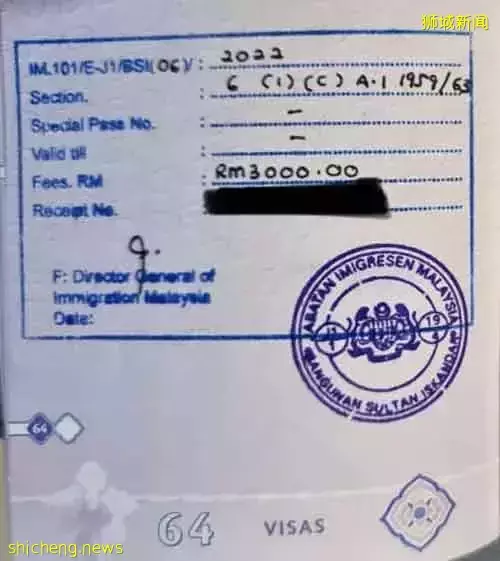 狮城新闻
IM.101/E-J1/BSI(06)/ : 2022
Section. : 6 (1) (C) A.I 1959/63
Special Pass No. : -
Valid till : -
Fees. RM : RM3000.00
Receipt No. :
F: Director General of
Immigration Malaysia
Date:
JABATAN IMIGRESEN MALAYSIA
BANGUNAN SULTAN ISKANDAR
64
64 VISAS
shicheng.news